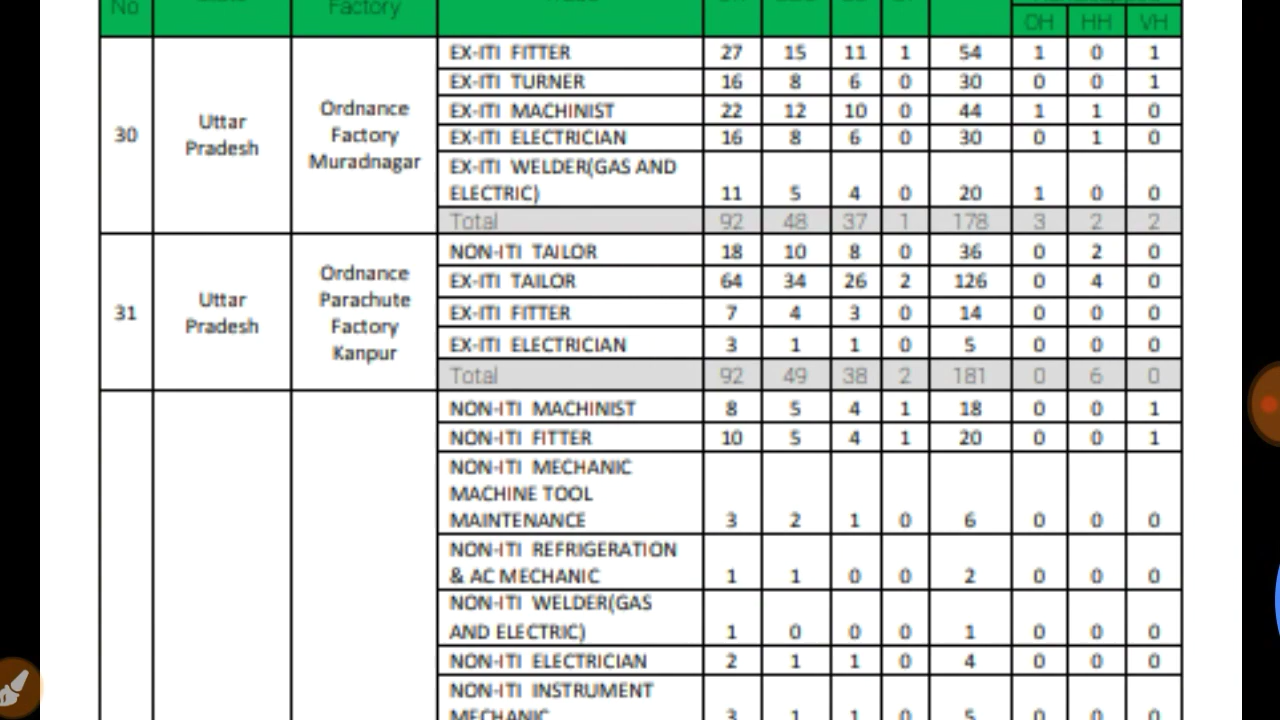 No Factory
OH HH VH
EX-ITI FITTER 27 15 11 1 54 1 0 1
EX-ITI TURNER 16 8 6 0 30 0 0 1
30 Uttar Pradesh Ordnance Factory Muradnagar
EX-ITI MACHINIST 22 12 10 0 44 1 1 0
EX-ITI ELECTRICIAN 16 8 6 0 30 0 1 0
EX-ITI WELDER(GAS AND
ELECTRIC) 11 5 4 0 20 1 0 0
Total 92 48 37 1 178 3 2 2
31 Uttar Pradesh Ordnance Parachute Factory Kanpur
NON-ITI TAILOR 18 10 8 0 36 0 2 0
EX-ITI TAILOR 64 34 26 2 126 0 4 0
EX-ITI FITTER 7 4 3 0 14 0 0 0
EX-ITI ELECTRICIAN 3 1 1 0 5 0 0 0
Total 92 49 38 2 181 0 6 0
NON-ITI MACHINIST 8 5 4 1 18 0 0 1
NON-ITI FITTER 10 5 4 1 20 0 0 1
NON-ITI MECHANIC
MACHINE TOOL
MAINTENANCE 3 2 1 0 6 0 0 0
NON-ITI REFRIGERATION
& AC MECHANIC 1 1 0 0 2 0 0 0
NON-ITI WELDER(GAS
AND ELECTRIC) 1 0 0 0 1 0 0 0
NON-ITI ELECTRICIAN 2 1 1 0 4 0 0 0
NON-ITI INSTRUMENT
MECHANIC 3 1 1 0 5 0 0 0